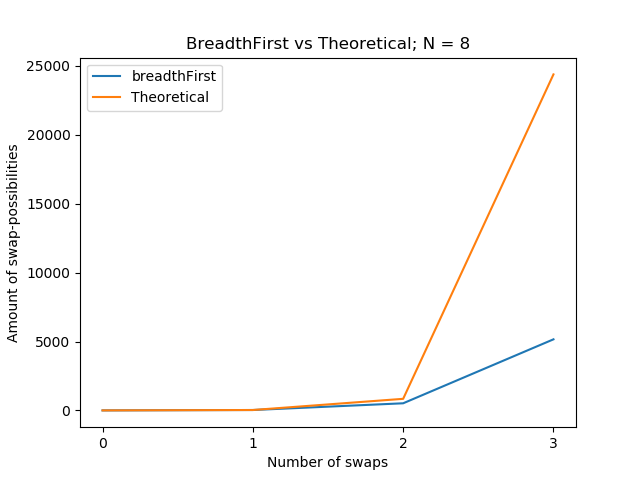 BreadthFirst vs Theoretical; N = 8
25000
20000
15000
10000
5000
0
Amount of swap-possibilities
breadthFirst
Theoretical
0 1 2 3
Number of swaps